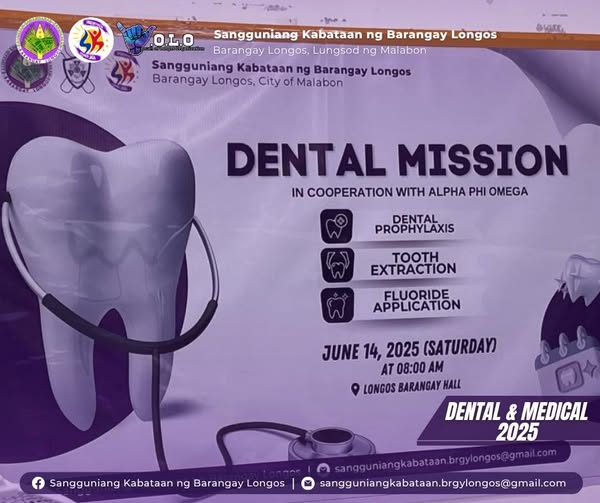 Sangguniang Kabataan ng Barangay Longos
Barangay Longos, Lungsod ng Malabon
Y.O.L.O
Sangguniang Kabataan ng Barangay Longos
Barangay Longos, City of Malabon
DENTAL MISSION
IN COOPERATION WITH ALPHA PHI OMEGA
DENTAL
PROPHYLAXIS
TOOTH
EXTRACTION
FLUORIDE
APPLICATION
JUNE 14, 2025 (SATURDAY)
AT 08:00 AM
LONGOS BARANGAY HALL
DENTAL & MEDICAL
2025
Longos | sangguniangkabataan.brgylongos@gmail.com
Sangguniang Kabataan ng Barangay Longos | sangguniangkabataan.brgylongos@gmail.com